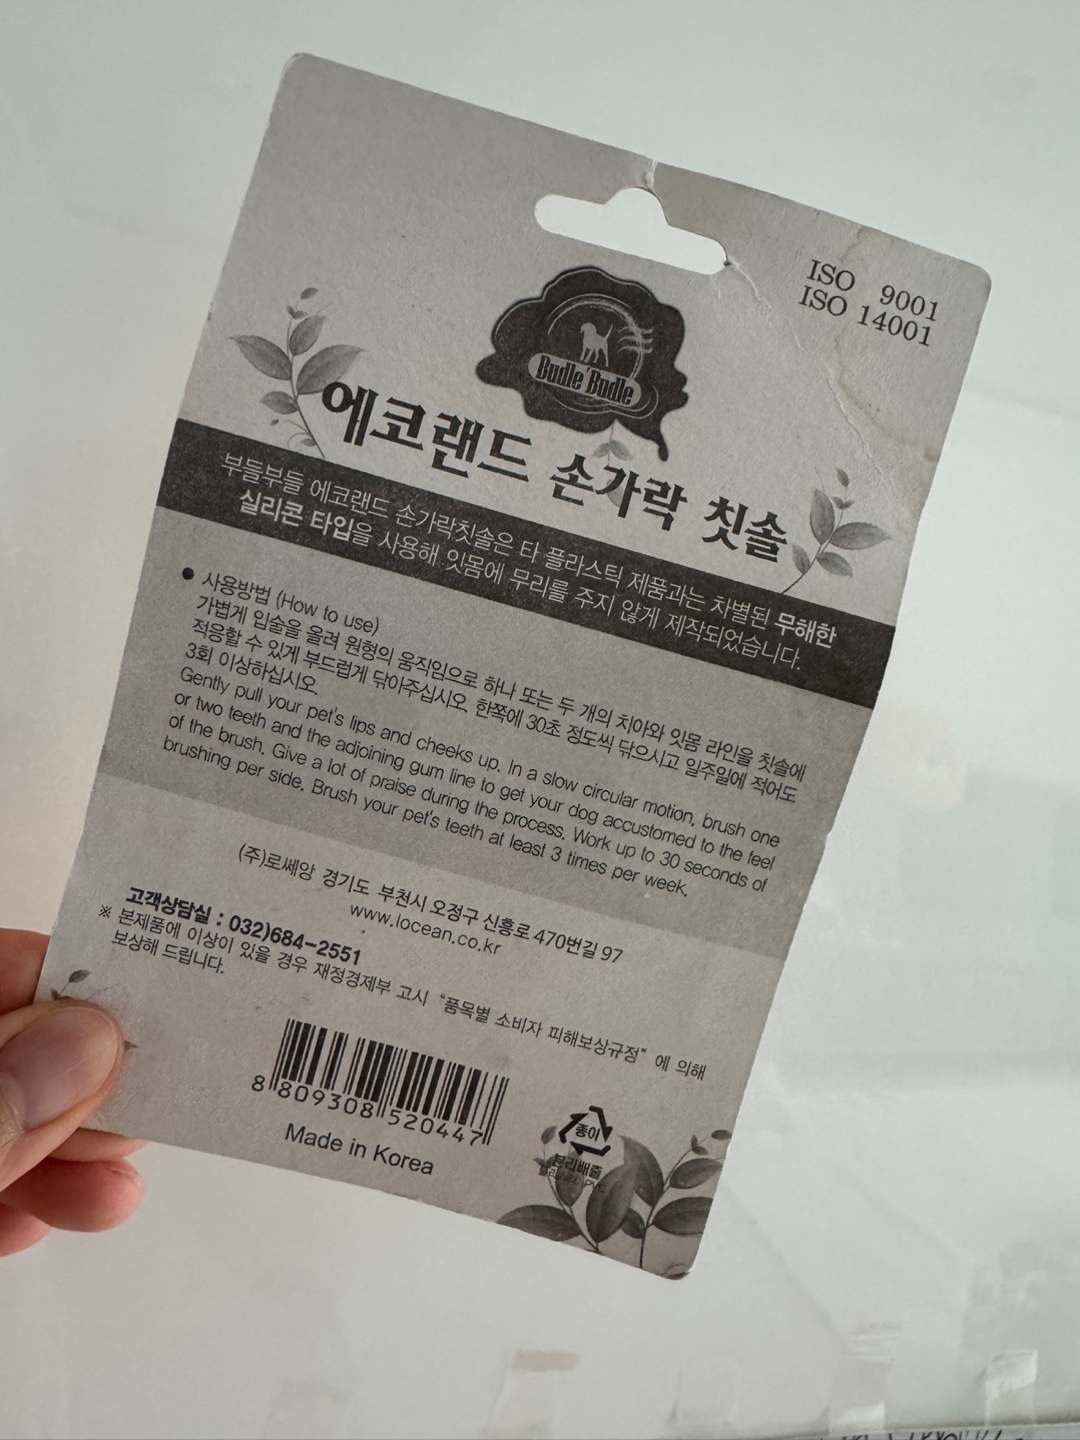 ISO 9001
ISO 14001
Budle Budle
에코랜드 손가락 칫솔
부들부들 에코랜드 손가락칫솔은 타 플라스틱 제품과는 차별된 무해한
실리콘 타입을 사용해 잇몸에 무리를 주지 않게 제작되었습니다.
● 사용방법 (How to use)
가볍게 입술을 올려 원형의 움직임으로 하나 또는 두 개의 치아와 잇몸 라인을 칫솔에
적응할 수 있게 부드럽게 닦아주십시오. 한쪽에 30초 정도씩 닦으시고 일주일에 적어도
3회 이상하십시오.
Gently pull your pet's lips and cheeks up. In a slow circular motion, brush one
or two teeth and the adjoining gum line to get your dog accustomed to the feel
of the brush. Give a lot of praise during the process. Work up to 30 seconds of
brushing per side. Brush your pet's teeth at least 3 times per week.
(주)로쎄앙 경기도 부천시 오정구 신흥로 470번길 97
www.locean.co.kr
고객상담실 : 032)684-2551
※ 본제품에 이상이 있을 경우 재정경제부 고시 "품목별 소비자 피해보상규정" 에 의해
보상해 드립니다.
8 809308 520447
Made in Korea
종이
분리배출